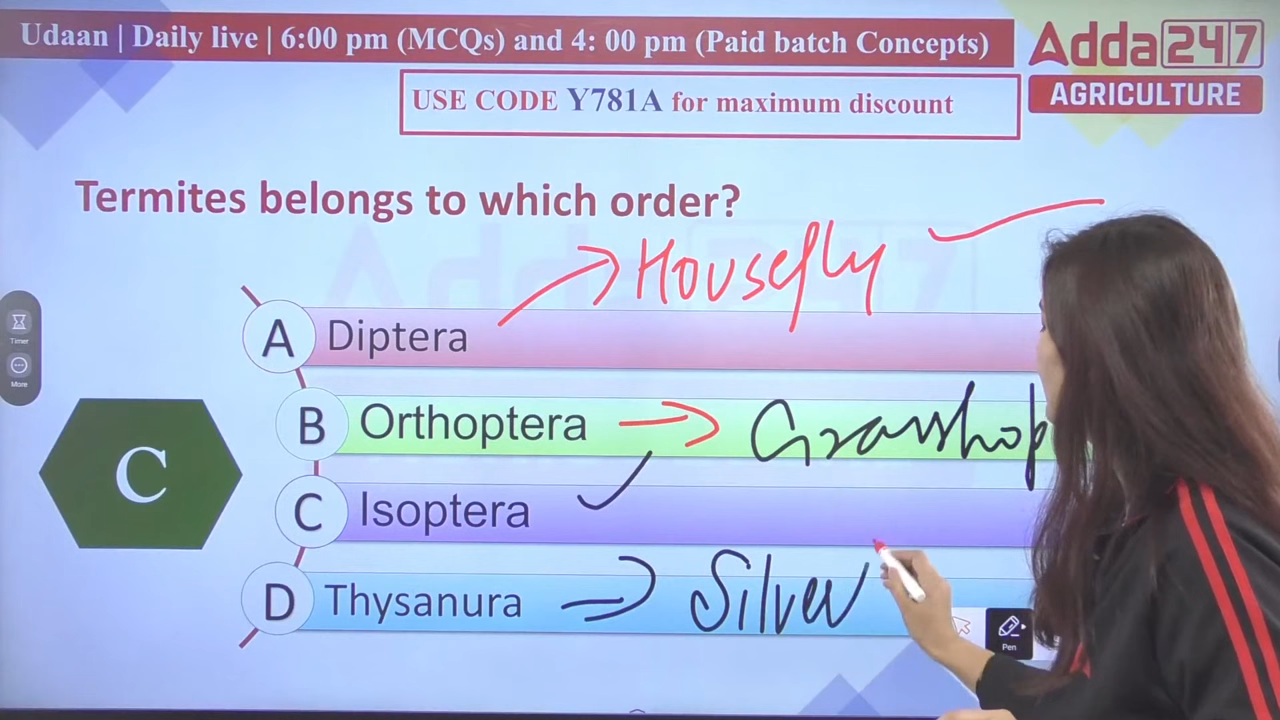 Udaan | Daily live | 6:00 pm (MCQs) and 4: 00 pm (Paid batch Concepts)
Adda247
AGRICULTURE
USE CODE Y781A for maximum discount
Termites belongs to which order?
Housefly
A Diptera
B Orthoptera Grasshop
C
C Isoptera
D Thysanura Silver
Timer
More
Pen